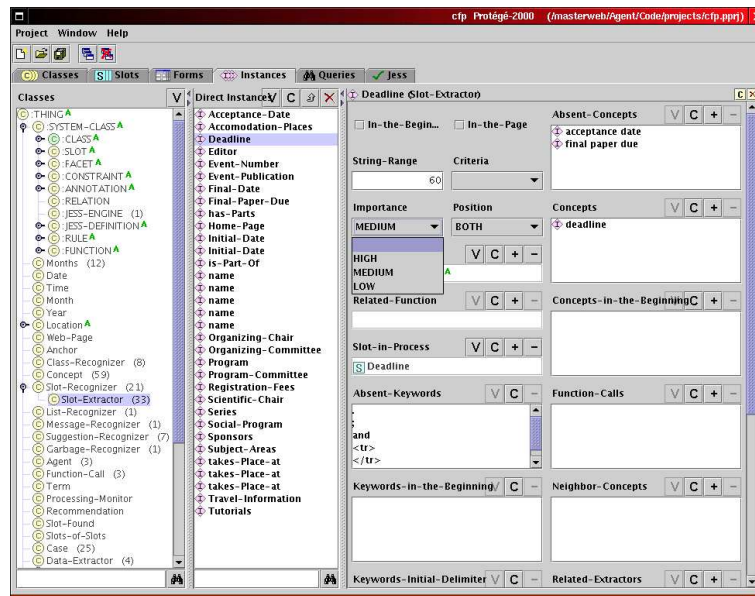 cfp Protégé-2000 (/masterweb/Agent/Code/projects/cfp.pprj)
Project Window Help
Classes Slots Forms Instances Queries Jess
Classes V
:THING A
:SYSTEM-CLASS A
:CLASS A
:SLOT A
:FACET A
:CONSTRAINT A
:ANNOTATION A
:RELATION
:JESS-ENGINE (1)
:JESS-DEFINITION A
:RULE A
:FUNCTION A
Months (12)
Date
Time
Month
Year
Location A
Web-Page
Anchor
Class-Recognizer (8)
Concept (59)
Slot-Recognizer (21)
Slot-Extractor (33)
List-Recognizer (1)
Message-Recognizer (1)
Suggestion-Recognizer (7)
Garbage-Recognizer (1)
Agent (3)
Function-Call (3)
Term
Processing-Monitor
Recommendation
Slot-Found
Slots-of-Slots
Case (25)
Data-Extractor (4)
Direct Instances V C
Acceptance-Date
Accomodation-Places
Deadline
Editor
Event-Number
Event-Publication
Final-Date
Final-Paper-Due
has-Parts
Home-Page
Initial-Date
Initial-Date
is-Part-Of
name
name
name
name
name
Organizing-Chair
Organizing-Committee
Program
Program-Committee
Registration-Fees
Scientific-Chair
Series
Social-Program
Sponsors
Subject-Areas
takes-Place-at
takes-Place-at
takes-Place-at
Travel-Information
Tutorials
Deadline (Slot-Extractor) C X
In-the-Begin... In-the-Page
String-Range Criteria
60
Importance Position
MEDIUM BOTH
HIGH
MEDIUM
LOW
V C + -
A
Related-Function V C + -
Slot-in-Process V C + -
S Deadline
Absent-Keywords V C -
.
;
and
<tr>
</tr>
Keywords-in-the-Beginning V C -
Keywords-Initial-Delimiter V C -
Absent-Concepts V C + -
acceptance date
final paper due
Concepts V C + -
deadline
Concepts-in-the-Beginning C + -
Function-Calls V C + -
Neighbor-Concepts V C + -
Related-Extractors V C + -